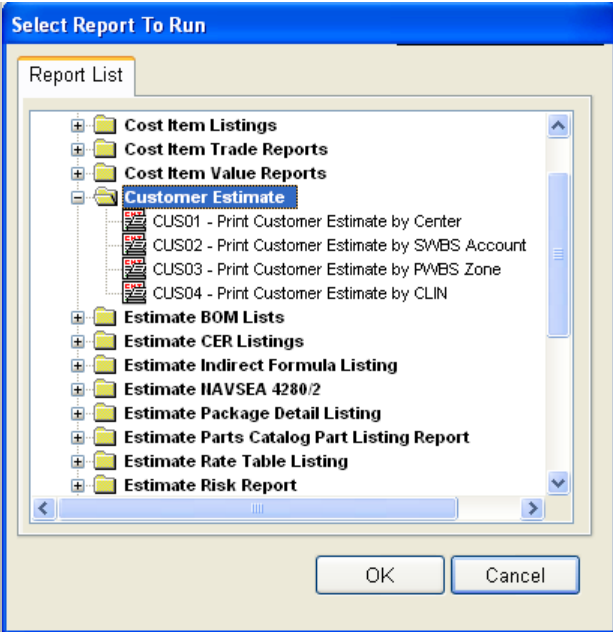 Select Report To Run
Report List
Cost Item Listings
Cost Item Trade Reports
Cost Item Value Reports
Customer Estimate
CUS01 - Print Customer Estimate by Center
CUS02 - Print Customer Estimate by SWBS Account
CUS03 - Print Customer Estimate by PWBS Zone
CUS04 - Print Customer Estimate by CLIN
Estimate BOM Lists
Estimate CER Listings
Estimate Indirect Formula Listing
Estimate NAVSEA 4280/2
Estimate Package Detail Listing
Estimate Parts Catalog Part Listing Report
Estimate Rate Table Listing
Estimate Risk Report
OK Cancel